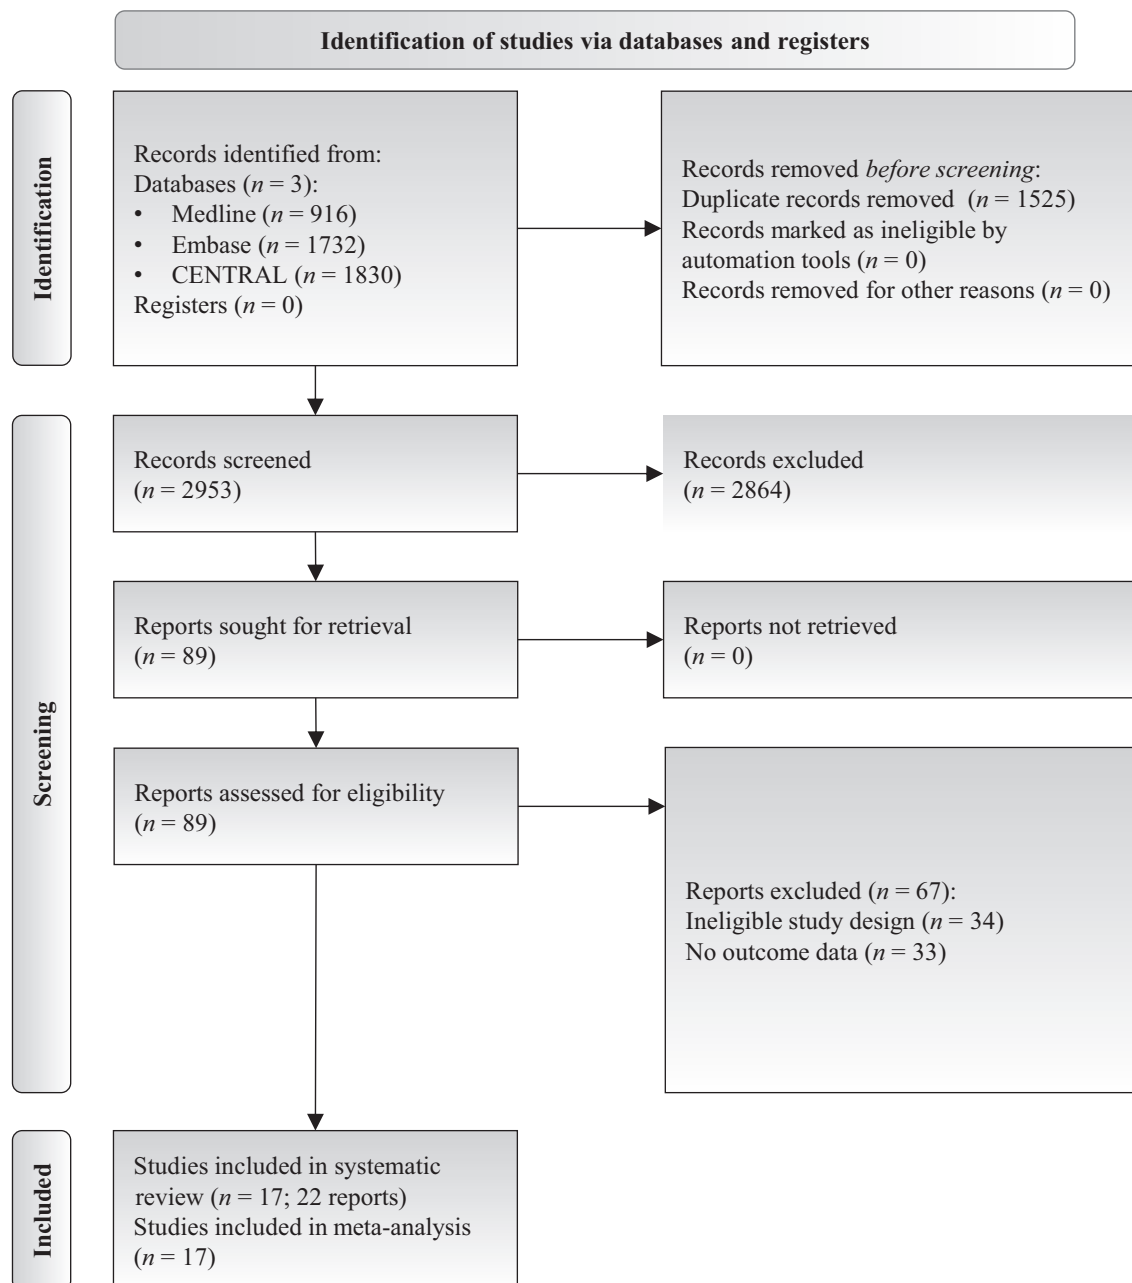 Identification of studies via databases and registers
Identification
Records identified from:
Databases (n = 3):
• Medline (n = 916)
• Embase (n = 1732)
• CENTRAL (n = 1830)
Registers (n = 0)
Records removed before screening:
Duplicate records removed (n = 1525)
Records marked as ineligible by
automation tools (n = 0)
Records removed for other reasons (n = 0)
Screening
Records screened
(n = 2953)
Records excluded
(n = 2864)
Reports sought for retrieval
(n = 89)
Reports not retrieved
(n = 0)
Reports assessed for eligibility
(n = 89)
Reports excluded (n = 67):
Ineligible study design (n = 34)
No outcome data (n = 33)
Included
Studies included in systematic
review (n = 17; 22 reports)
Studies included in meta-analysis
(n = 17)